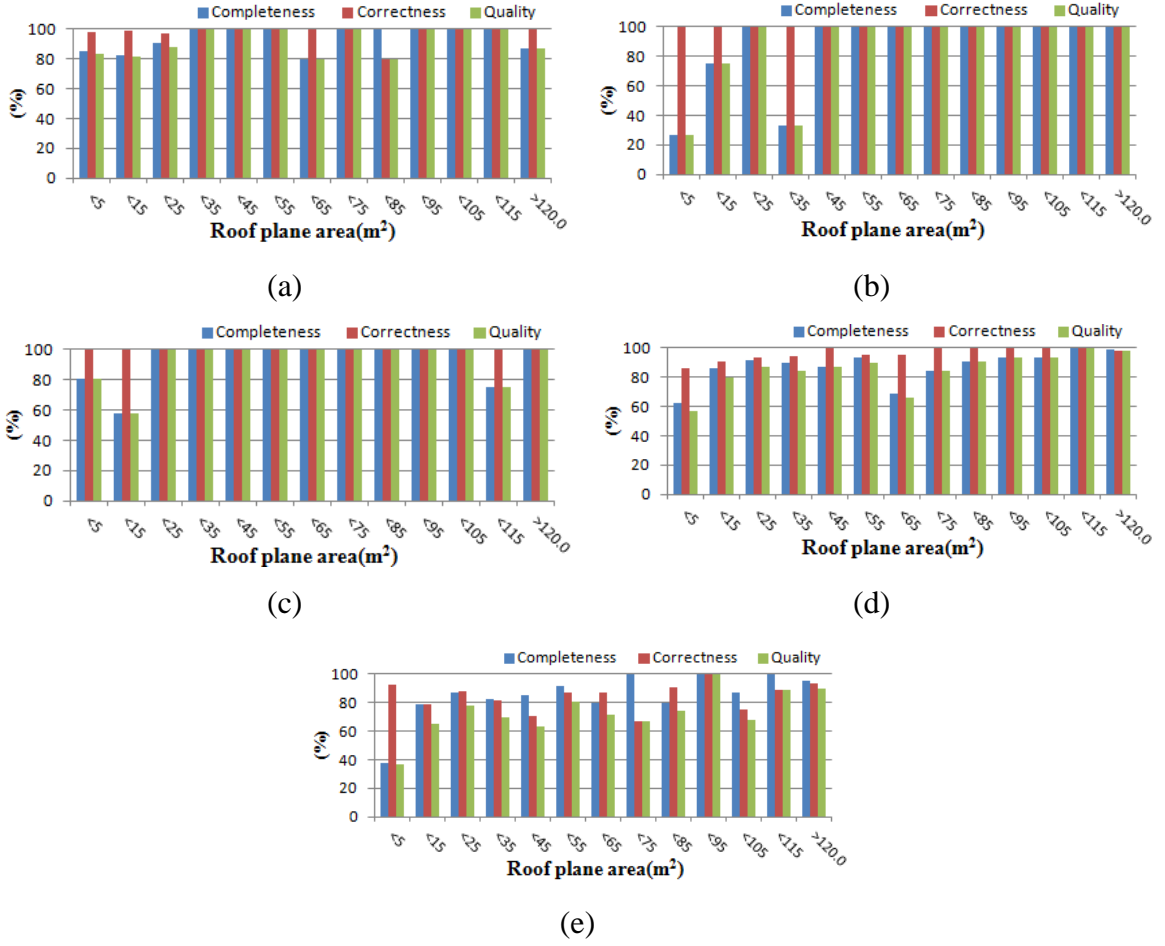 Completeness Correctness Quality
100
80
60
40
20
0
(%)
<5 <15 <25 <35 <45 <55 <65 <75 <85 <95 <105 <115 >120.0
Roof plane area(m²)
(a)
Completeness Correctness Quality
100
80
60
40
20
0
(%)
<5 <15 <25 <35 <45 <55 <65 <75 <85 <95 <105 <115 >120.0
Roof plane area(m²)
(b)
Completeness Correctness Quality
100
80
60
40
20
0
(%)
<5 <15 <25 <35 <45 <55 <65 <75 <85 <95 <105 <115 >120.0
Roof plane area(m²)
(c)
Completeness Correctness Quality
100
80
60
40
20
0
(%)
<5 <15 <25 <35 <45 <55 <65 <75 <85 <95 <105 <115 >120.0
Roof plane area(m²)
(d)
Completeness Correctness Quality
100
80
60
40
20
0
(%)
<5 <15 <25 <35 <45 <55 <65 <75 <85 <95 <105 <115 >120.0
Roof plane area(m²)
(e)